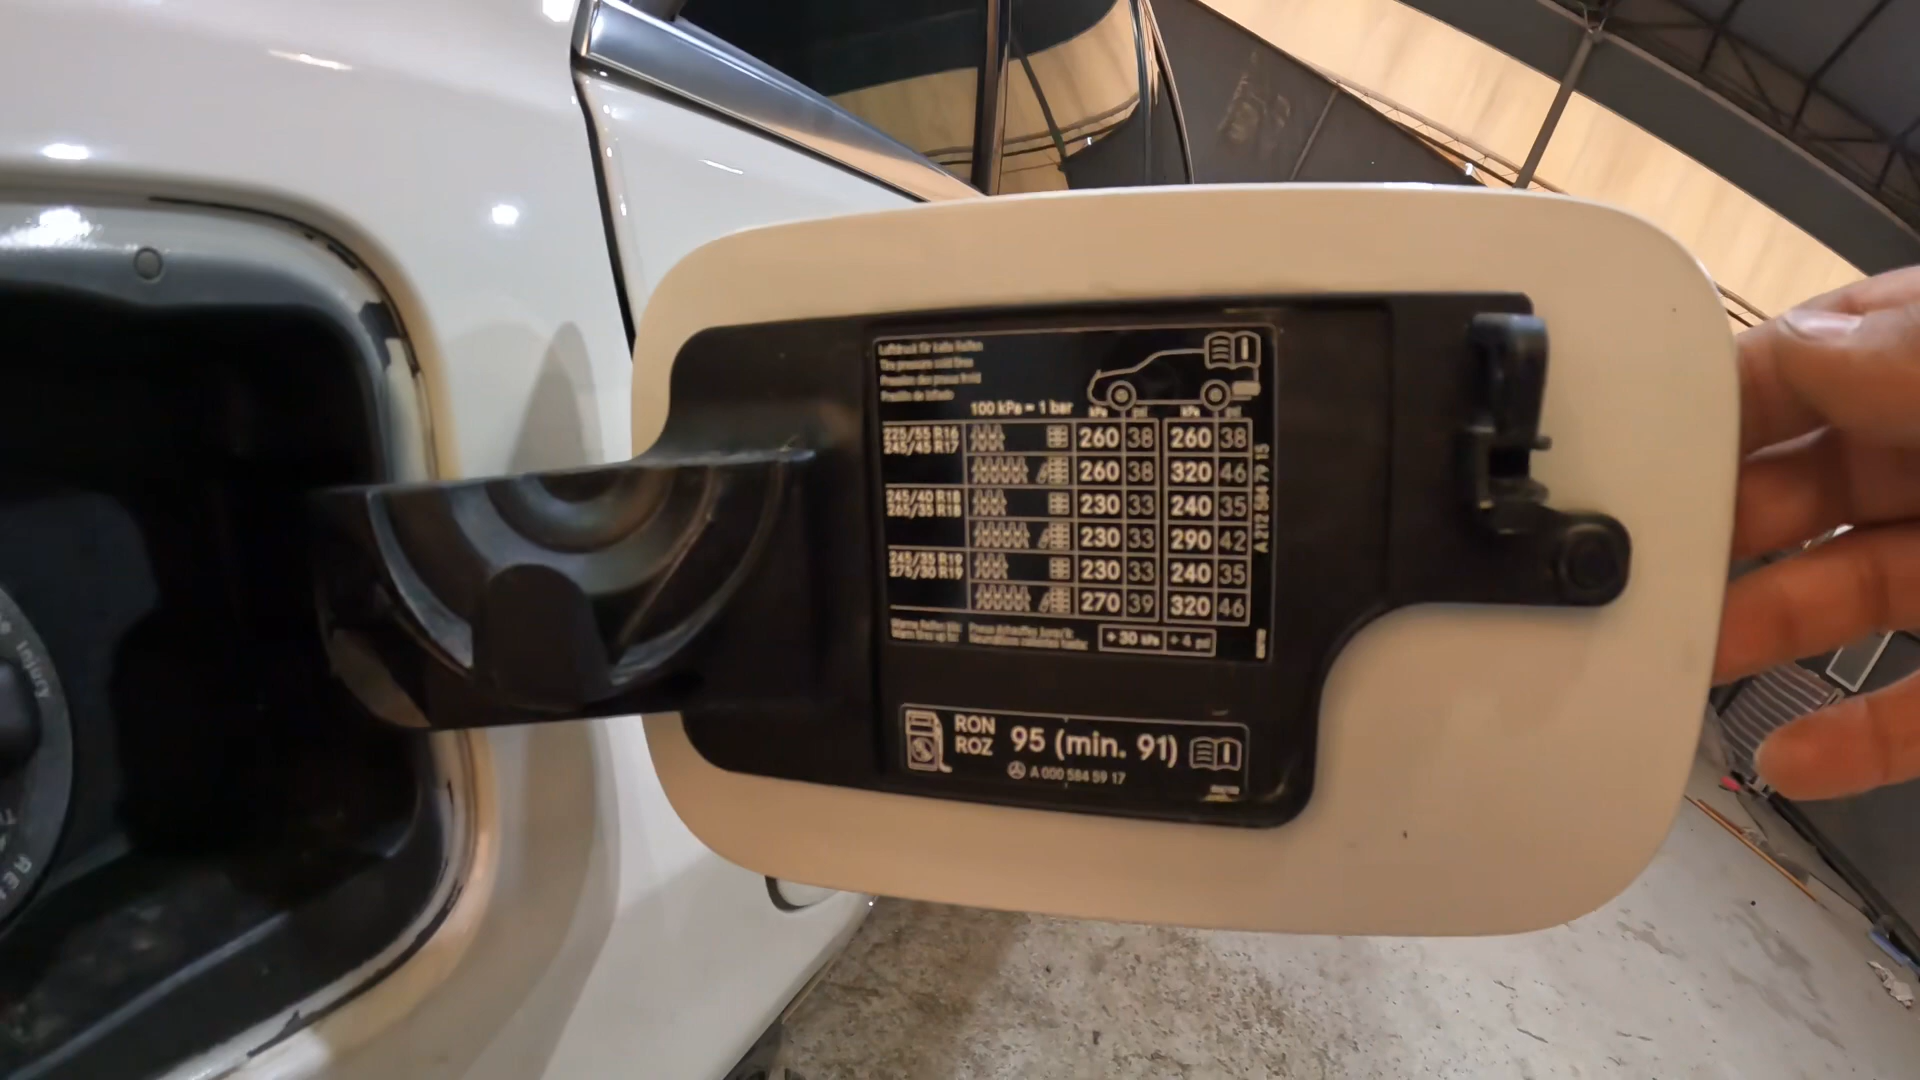 Luftdruck für kalte Reifen
Tire pressure cold tires
Pression des pneus froid
100 kPa = 1 bar
kPa psi kPa psi
225/55 R16
245/45 R17
260 38 260 38
260 38 320 46
245/40 R18
265/35 R18
230 33 240 35
230 33 290 42
245/35 R19
275/30 R19
230 33 240 35
270 39 320 46
+ 30 kPa + 4 psi
A 212 584 79 15
RON
ROZ
95 (min. 91)
A 000 584 59 17
injury